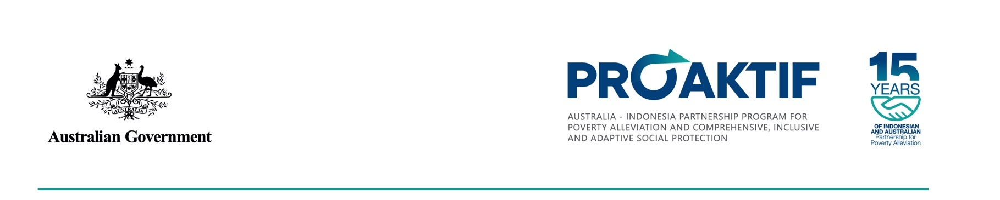 AUSTRALIA
Australian Government
PROAKTIF
AUSTRALIA - INDONESIA PARTNERSHIP PROGRAM FOR
POVERTY ALLEVIATION AND COMPREHENSIVE, INCLUSIVE
AND ADAPTIVE SOCIAL PROTECTION
15
YEARS
OF INDONESIAN
AND AUSTRALIAN
Partnership for
Poverty Alleviation